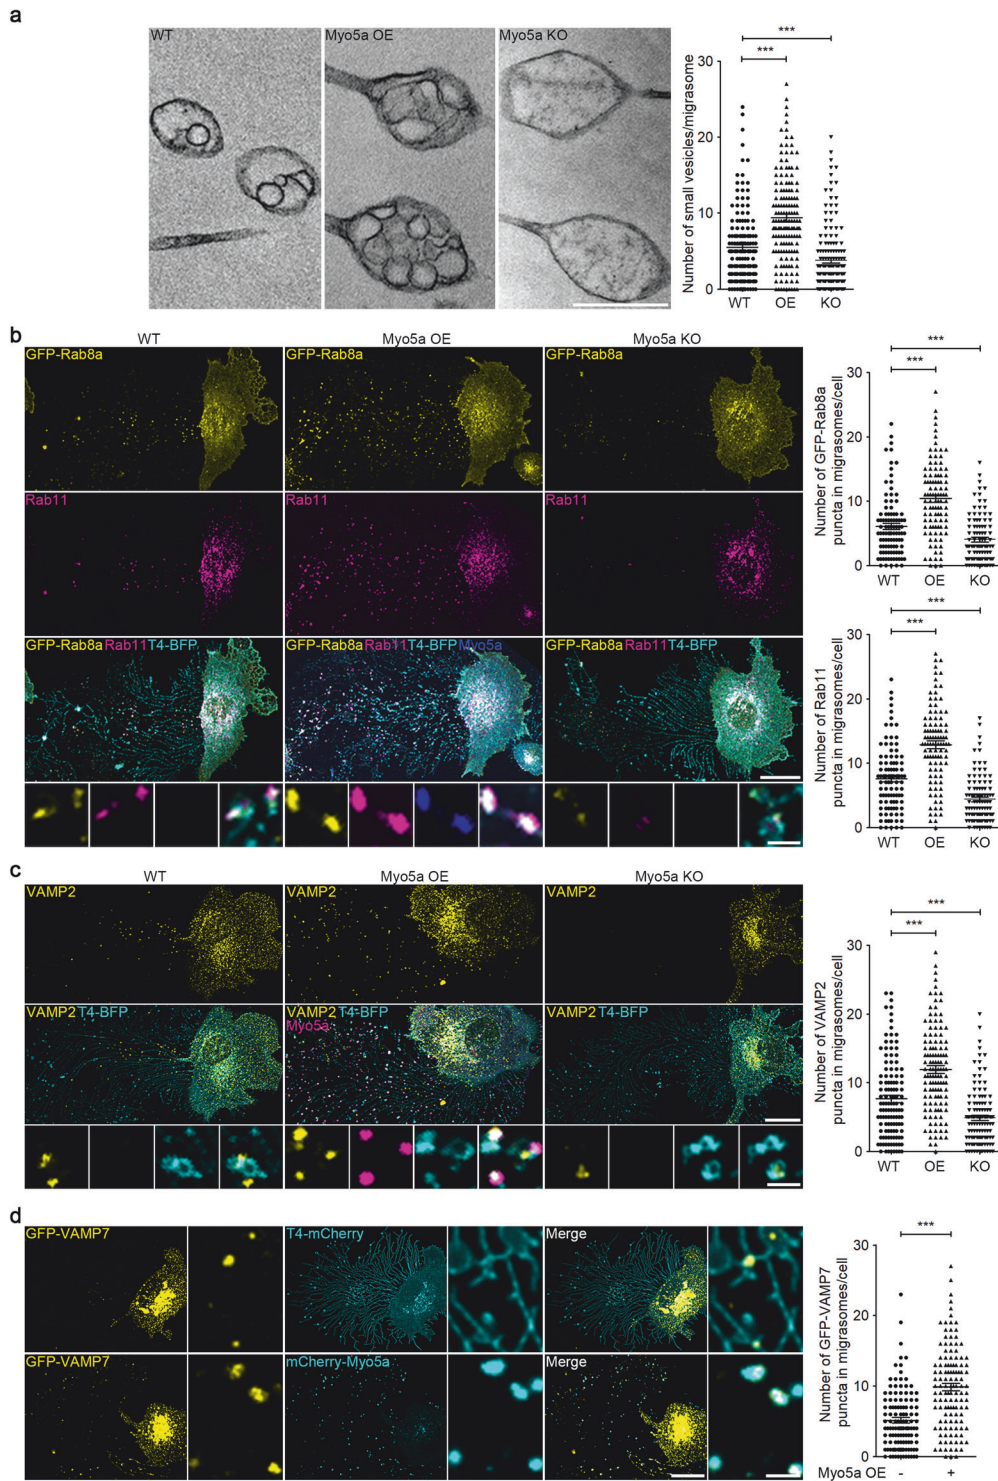 a
WT
Myo5a OE
Myo5a KO
Number of small vesicles/migrasome
30
20
10
0
***
***
WT OE KO
b
WT
Myo5a OE
Myo5a KO
GFP-Rab8a
GFP-Rab8a
GFP-Rab8a
Rab11
Rab11
Rab11
GFP-Rab8a Rab11 T4-BFP
GFP-Rab8a Rab11 T4-BFP Myo5a
GFP-Rab8a Rab11 T4-BFP
Number of GFP-Rab8a
puncta in migrasomes/cell
30
20
10
0
***
***
WT OE KO
Number of Rab11
puncta in migrasomes/cell
30
20
10
0
***
***
WT OE KO
c
WT
Myo5a OE
Myo5a KO
VAMP2
VAMP2
VAMP2
VAMP2 T4-BFP
VAMP2 T4-BFP
Myo5a
VAMP2 T4-BFP
Number of VAMP2
puncta in migrasomes/cell
30
20
10
0
***
***
WT OE KO
d
GFP-VAMP7
T4-mCherry
Merge
GFP-VAMP7
mCherry-Myo5a
Merge
Number of GFP-VAMP7
puncta in migrasomes/cell
30
20
10
0
***
Myo5a OE - +